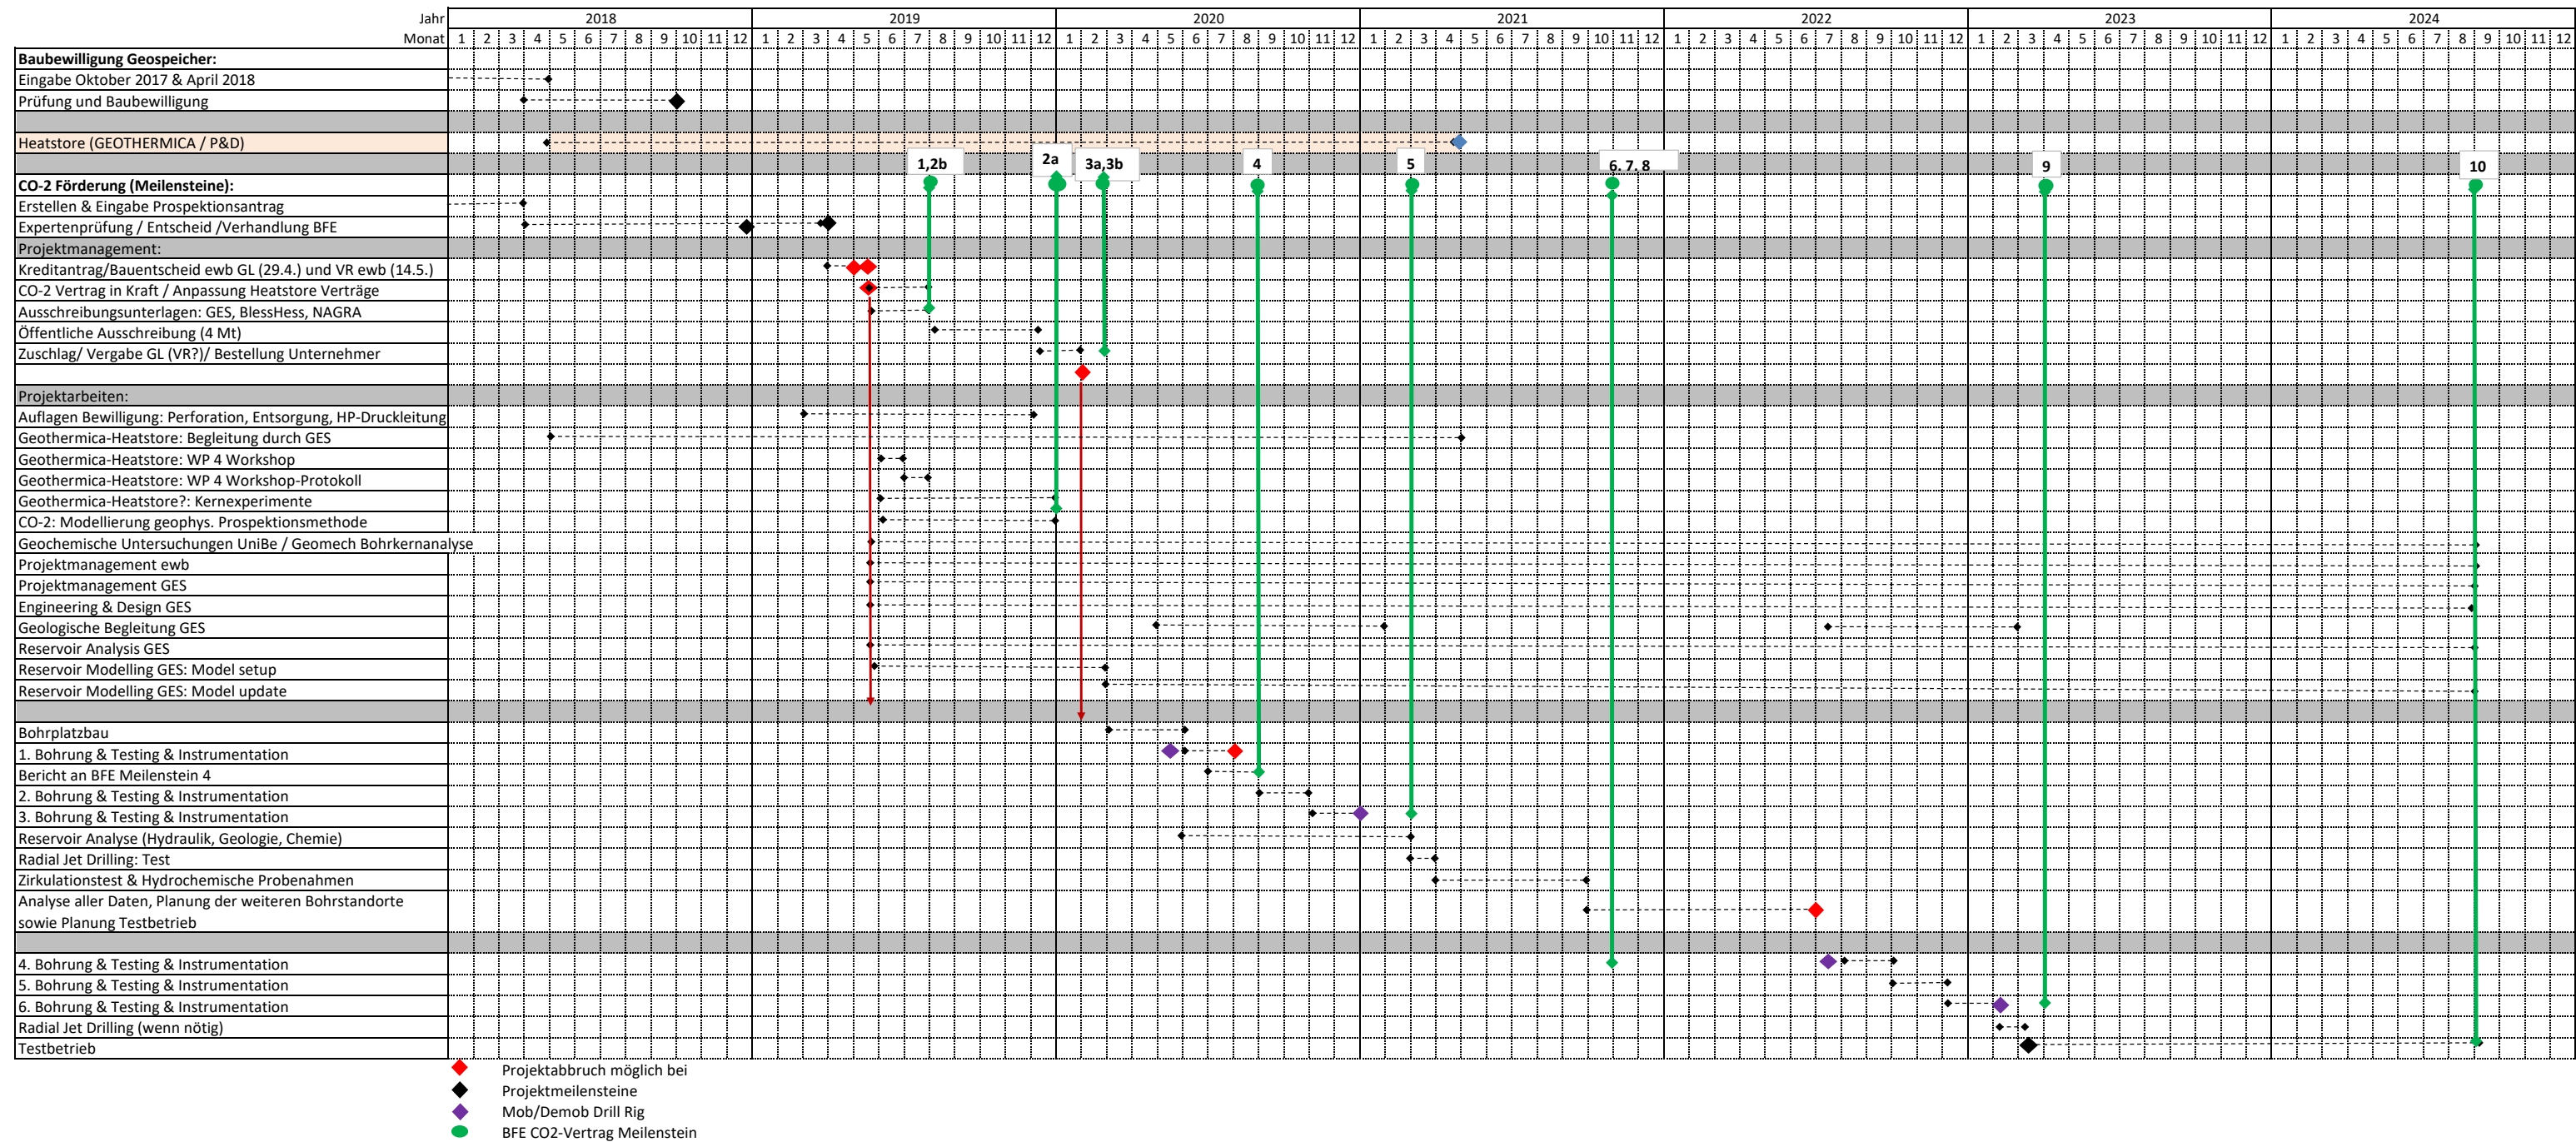 Jahr 2018 2019 2020 2021 2022 2023 2024
Monat 1 2 3 4 5 6 7 8 9 10 11 12 1 2 3 4 5 6 7 8 9 10 11 12 1 2 3 4 5 6 7 8 9 10 11 12 1 2 3 4 5 6 7 8 9 10 11 12 1 2 3 4 5 6 7 8 9 10 11 12 1 2 3 4 5 6 7 8 9 10 11 12 1 2 3 4 5 6 7 8 9 10 11 12
Baubewilligung Geospeicher:
Eingabe Oktober 2017 & April 2018
Prüfung und Baubewilligung
Heatstore (GEOTHERMICA / P&D)
1,2b 2a 3a,3b 4 5 6. 7. 8 9 10
CO-2 Förderung (Meilensteine):
Erstellen & Eingabe Prospektionsantrag
Expertenprüfung / Entscheid /Verhandlung BFE
Projektmanagement:
Kreditantrag/Bauentscheid ewb GL (29.4.) und VR ewb (14.5.)
CO-2 Vertrag in Kraft / Anpassung Heatstore Verträge
Ausschreibungsunterlagen: GES, BlessHess, NAGRA
Öffentliche Ausschreibung (4 Mt)
Zuschlag/ Vergabe GL (VR?)/ Bestellung Unternehmer
Projektarbeiten:
Auflagen Bewilligung: Perforation, Entsorgung, HP-Druckleitung
Geothermica-Heatstore: Begleitung durch GES
Geothermica-Heatstore: WP 4 Workshop
Geothermica-Heatstore: WP 4 Workshop-Protokoll
Geothermica-Heatstore?: Kernexperimente
CO-2: Modellierung geophys. Prospektionsmethode
Geochemische Untersuchungen UniBe / Geomech Bohrkernanalyse
Projektmanagement ewb
Projektmanagement GES
Engineering & Design GES
Geologische Begleitung GES
Reservoir Analysis GES
Reservoir Modelling GES: Model setup
Reservoir Modelling GES: Model update
Bohrplatzbau
1. Bohrung & Testing & Instrumentation
Bericht an BFE Meilenstein 4
2. Bohrung & Testing & Instrumentation
3. Bohrung & Testing & Instrumentation
Reservoir Analyse (Hydraulik, Geologie, Chemie)
Radial Jet Drilling: Test
Zirkulationstest & Hydrochemische Probenahmen
Analyse aller Daten, Planung der weiteren Bohrstandorte
sowie Planung Testbetrieb
4. Bohrung & Testing & Instrumentation
5. Bohrung & Testing & Instrumentation
6. Bohrung & Testing & Instrumentation
Radial Jet Drilling (wenn nötig)
Testbetrieb
Projektabbruch möglich bei
Projektmeilensteine
Mob/Demob Drill Rig
BFE CO2-Vertrag Meilenstein